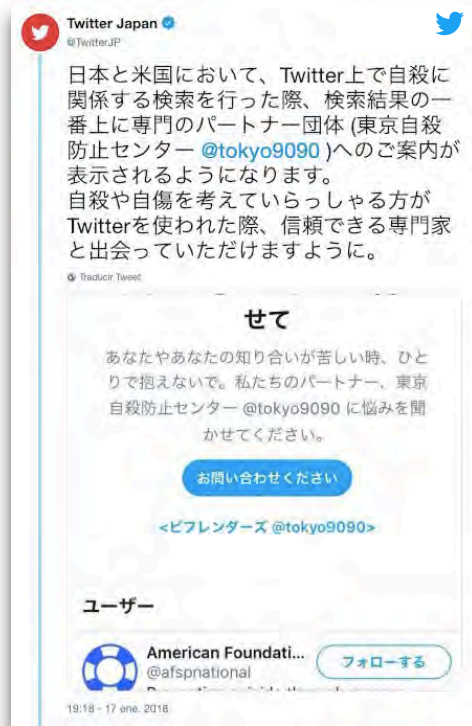 Twitter Japan
@TwitterJP
日本と米国において、Twitter上で自殺に
関係する検索を行った際、検索結果の一
番上に専門のパートナー団体 (東京自殺
防止センター @tokyo9090 )へのご案内が
表示されるようになります。
自殺や自傷を考えていらっしゃる方が
Twitterを使われた際、信頼できる専門家
と出会っていただけますように。
Traducir Tweet
せて
あなたやあなたの知り合いが苦しい時、ひと
りで抱えないで。私たちのパートナー、東京
自殺防止センター @tokyo9090 に悩みを聞
かせてください。
お問い合わせください
<ビフレンダーズ @tokyo9090>
ユーザー
American Foundati...
@afspnational
フォローする
19:18 - 17 ene. 2018